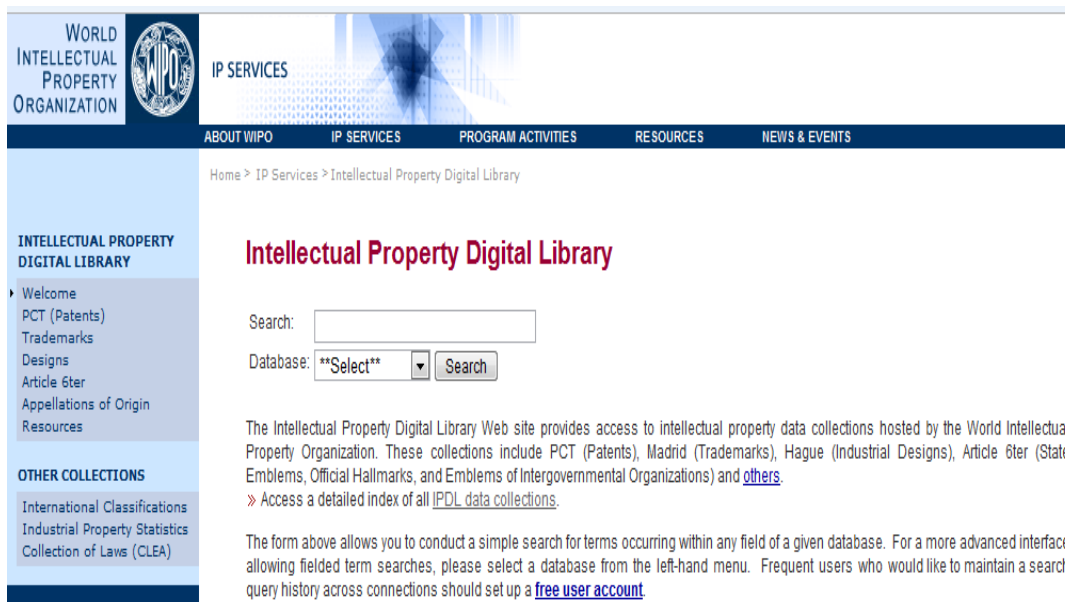 WORLD
INTELLECTUAL
PROPERTY
ORGANIZATION
WIPO
IP SERVICES
ABOUT WIPO IP SERVICES PROGRAM ACTIVITIES RESOURCES NEWS & EVENTS
Home > IP Services > Intellectual Property Digital Library
INTELLECTUAL PROPERTY
DIGITAL LIBRARY
Welcome
PCT (Patents)
Trademarks
Designs
Article 6ter
Appellations of Origin
Resources
OTHER COLLECTIONS
International Classifications
Industrial Property Statistics
Collection of Laws (CLEA)
Intellectual Property Digital Library
Search:
Database: **Select** Search
The Intellectual Property Digital Library Web site provides access to intellectual property data collections hosted by the World Intellectua
Property Organization. These collections include PCT (Patents), Madrid (Trademarks), Hague (Industrial Designs), Article 6ter (State
Emblems, Official Hallmarks, and Emblems of Intergovernmental Organizations) and others.
» Access a detailed index of all IPDL data collections.
The form above allows you to conduct a simple search for terms occurring within any field of a given database. For a more advanced interface
allowing fielded term searches, please select a database from the left-hand menu. Frequent users who would like to maintain a search
query history across connections should set up a free user account.